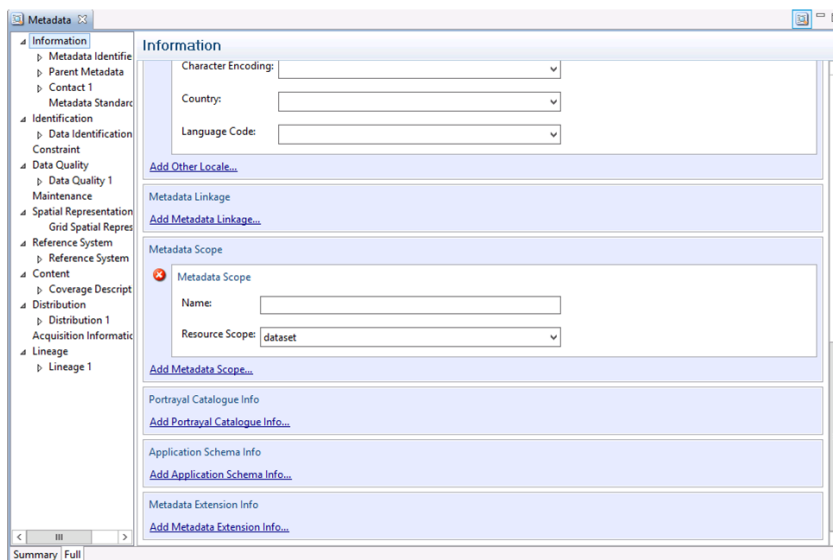 Metadata
Information
Metadata Identifie
Parent Metadata
Contact 1
Metadata Standard
Identification
Data Identification
Constraint
Data Quality
Data Quality 1
Maintenance
Spatial Representation
Grid Spatial Repres
Reference System
Reference System
Content
Coverage Descript
Distribution
Distribution 1
Acquisition Informatic
Lineage
Lineage 1
Summary Full
Information
Character Encoding:
Country:
Language Code:
Add Other Locale...
Metadata Linkage
Add Metadata Linkage...
Metadata Scope
Metadata Scope
Name:
Resource Scope: dataset
Add Metadata Scope...
Portrayal Catalogue Info
Add Portrayal Catalogue Info...
Application Schema Info
Add Application Schema Info...
Metadata Extension Info
Add Metadata Extension Info...